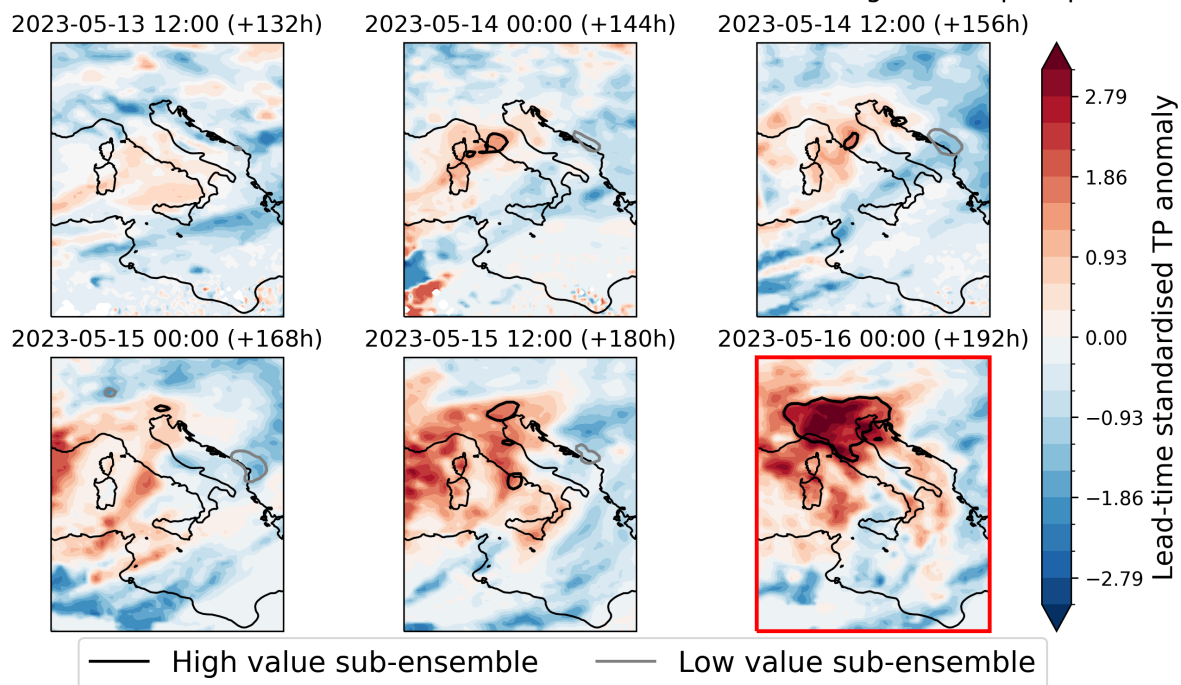 2023-05-13 12:00 (+132h)
2023-05-14 00:00 (+144h)
2023-05-14 12:00 (+156h)
2.79
1.86
0.93
0.00
−0.93
−1.86
−2.79
Lead-time standardised TP anomaly
2023-05-15 00:00 (+168h)
2023-05-15 12:00 (+180h)
2023-05-16 00:00 (+192h)
High value sub-ensemble
Low value sub-ensemble